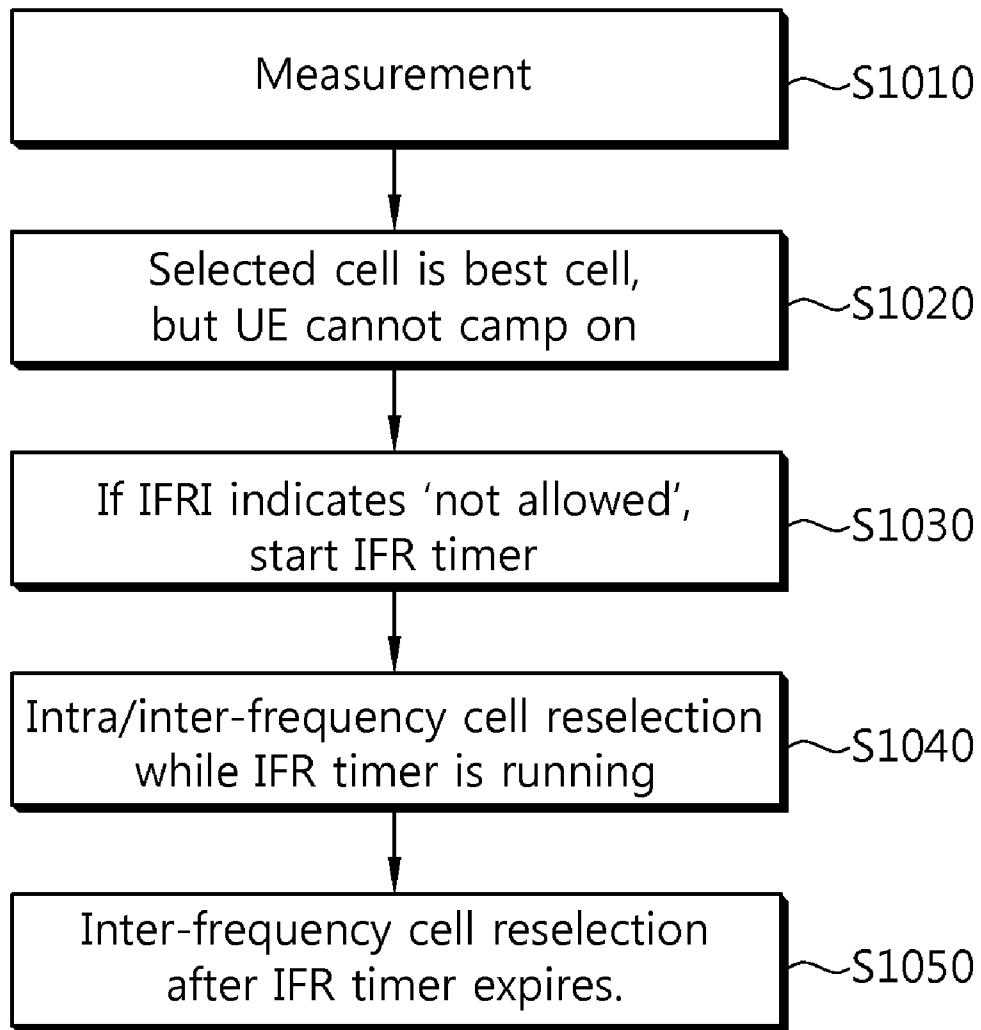 Measurement
S1010
Selected cell is best cell,
but UE cannot camp on
S1020
If IFRI indicates ‘not allowed’,
start IFR timer
S1030
Intra/inter-frequency cell reselection
while IFR timer is running
S1040
Inter-frequency cell reselection
after IFR timer expires.
S1050